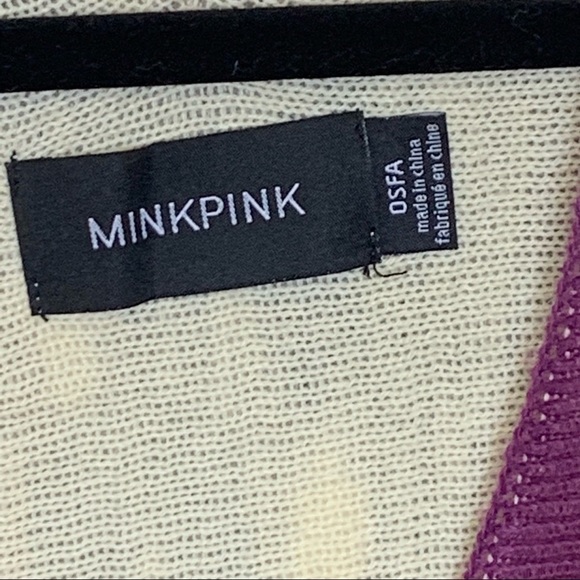 MINKPINK
OSFA
made in china
fabriqué en chine